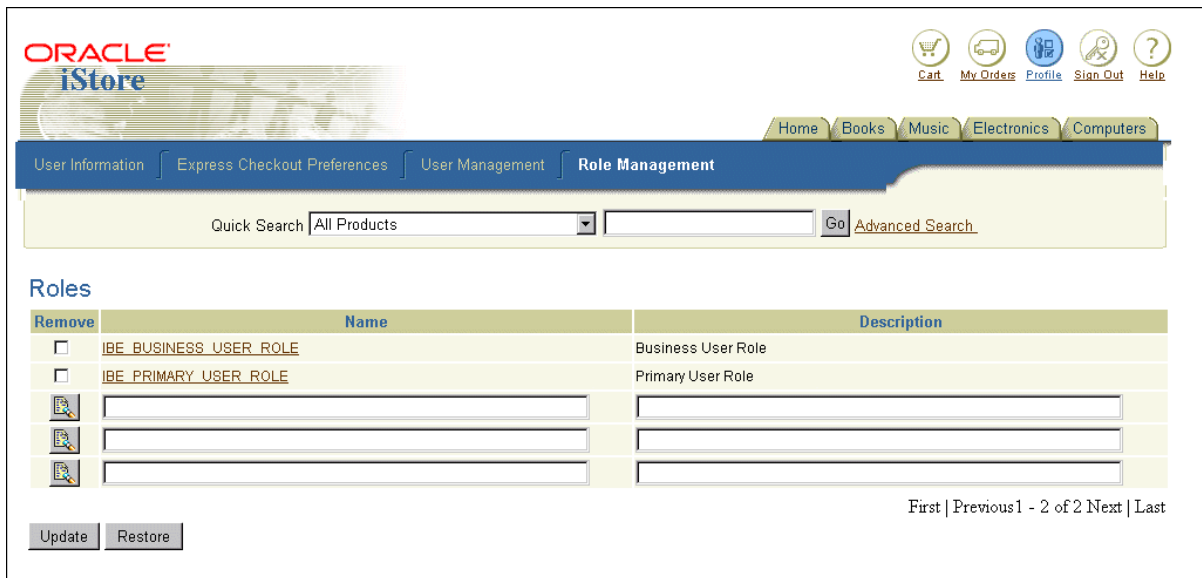 ORACLE
iStore
Cart My Orders Profile Sign Out ? Help
Home Books Music Electronics Computers
User Information Express Checkout Preferences User Management Role Management
Quick Search All Products Go Advanced Search
Roles
Remove Name Description
IBE_BUSINESS_USER_ROLE Business User Role
IBE_PRIMARY_USER_ROLE Primary User Role
First | Previous1 - 2 of 2 Next | Last
Update Restore